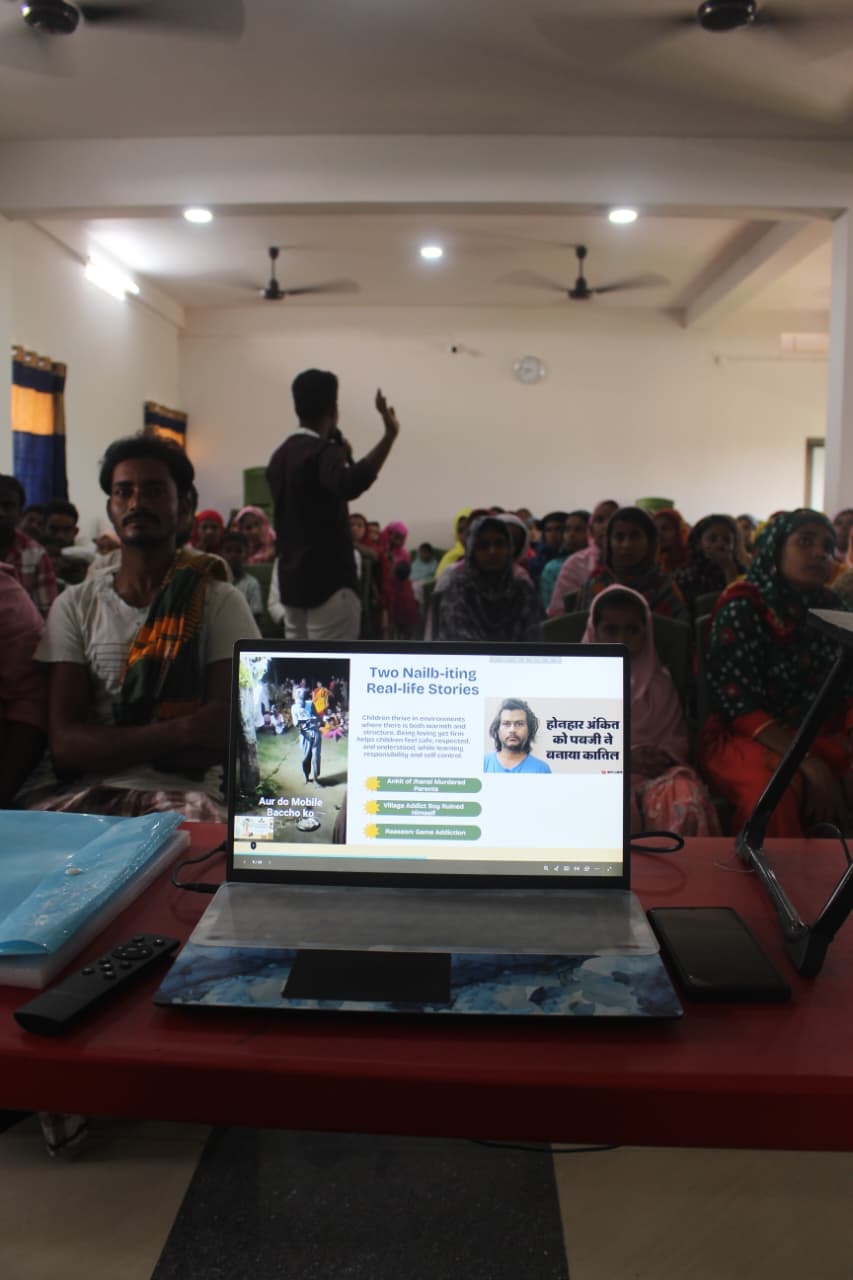 Two Nailb-iting
Real-life Stories
Children thrive in environments
where there is both warmth and
structure. Being loving yet firm
helps children feel safe, respected,
and understood, while learning
responsibility and self control.
Ankit of Jhansi Murdered
Parents
Village Addict Boy Ruined
Himself
Reasson: Game Addiction
होनहार अंकित
को पबजी ने
बनाया कातिल
Aur do Mobile
Baccho ko